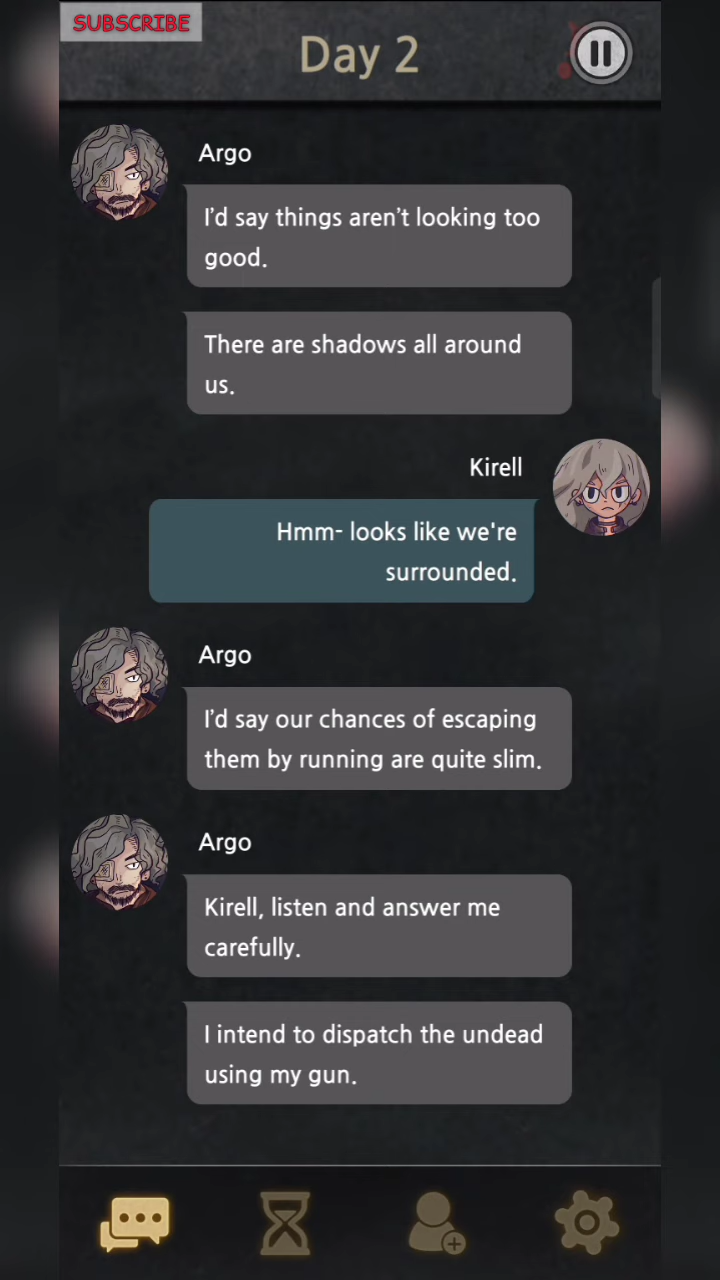 SUBSCRIBE
Day 2
Argo
I’d say things aren’t looking too
good.
There are shadows all around
us.
Kirell
Hmm- looks like we're
surrounded.
Argo
I’d say our chances of escaping
them by running are quite slim.
Argo
Kirell, listen and answer me
carefully.
I intend to dispatch the undead
using my gun.